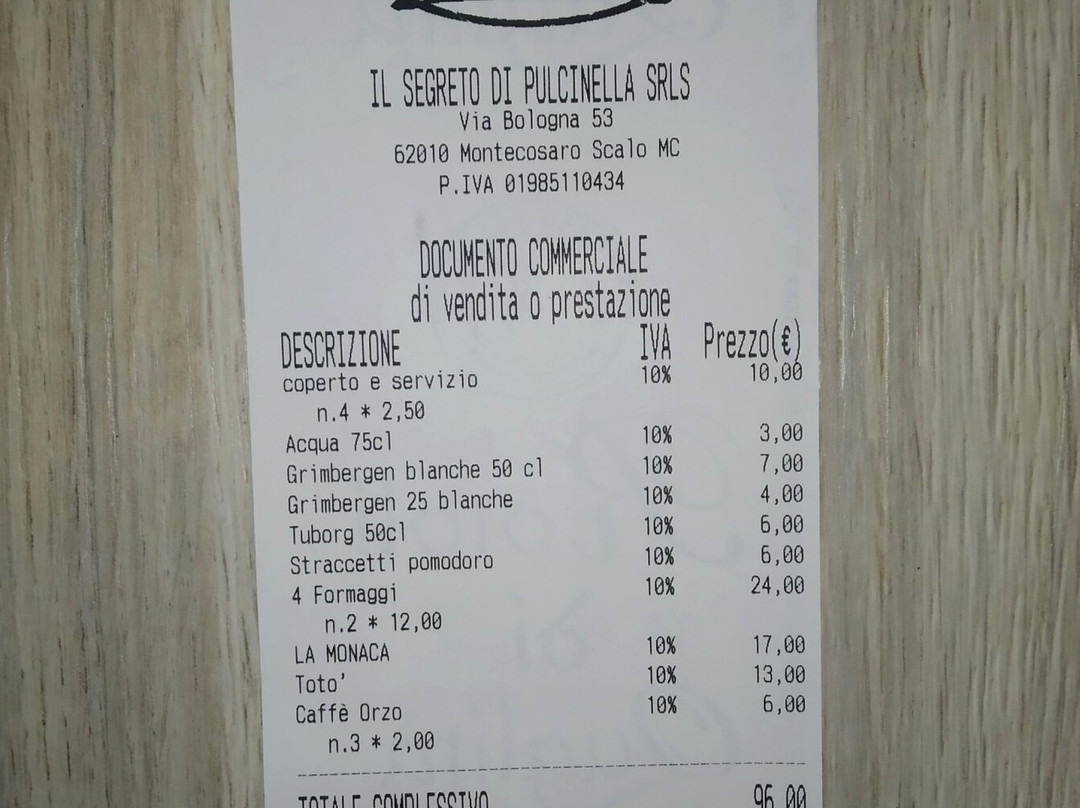 IL SEGRETO DI PULCINELLA SRLS
Via Bologna 53
62010 Montecosaro Scalo MC
P.IVA 01985110434
DOCUMENTO COMMERCIALE
di vendita o prestazione
DESCRIZIONE IVA Prezzo(€)
coperto e servizio 10% 10,00
n.4 * 2,50
Acqua 75cl 10% 3,00
Grimbergen blanche 50 cl 10% 7,00
Grimbergen 25 blanche 10% 4,00
Tuborg 50cl 10% 6,00
Straccetti pomodoro 10% 6,00
4 Formaggi 10% 24,00
n.2 * 12,00
LA MONACA 10% 17,00
Toto' 10% 13,00
Caffè Orzo 10% 6,00
n.3 * 2,00
TOTALE COMPLESSIVO 96,00